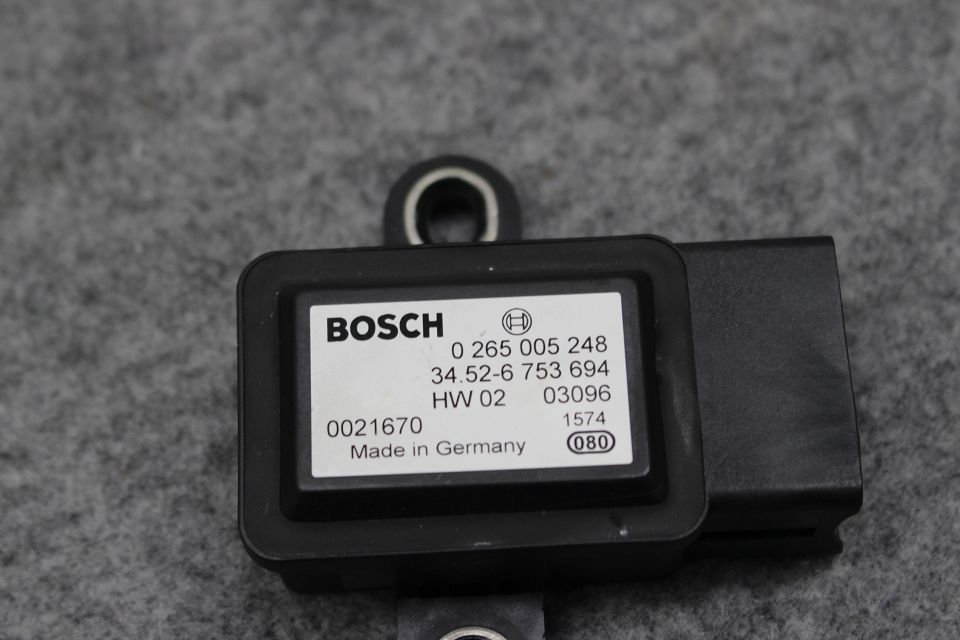 BOSCH
0 265 005 248
34.52-6 753 694
HW 02 03096
0021670 1574
Made in Germany 080